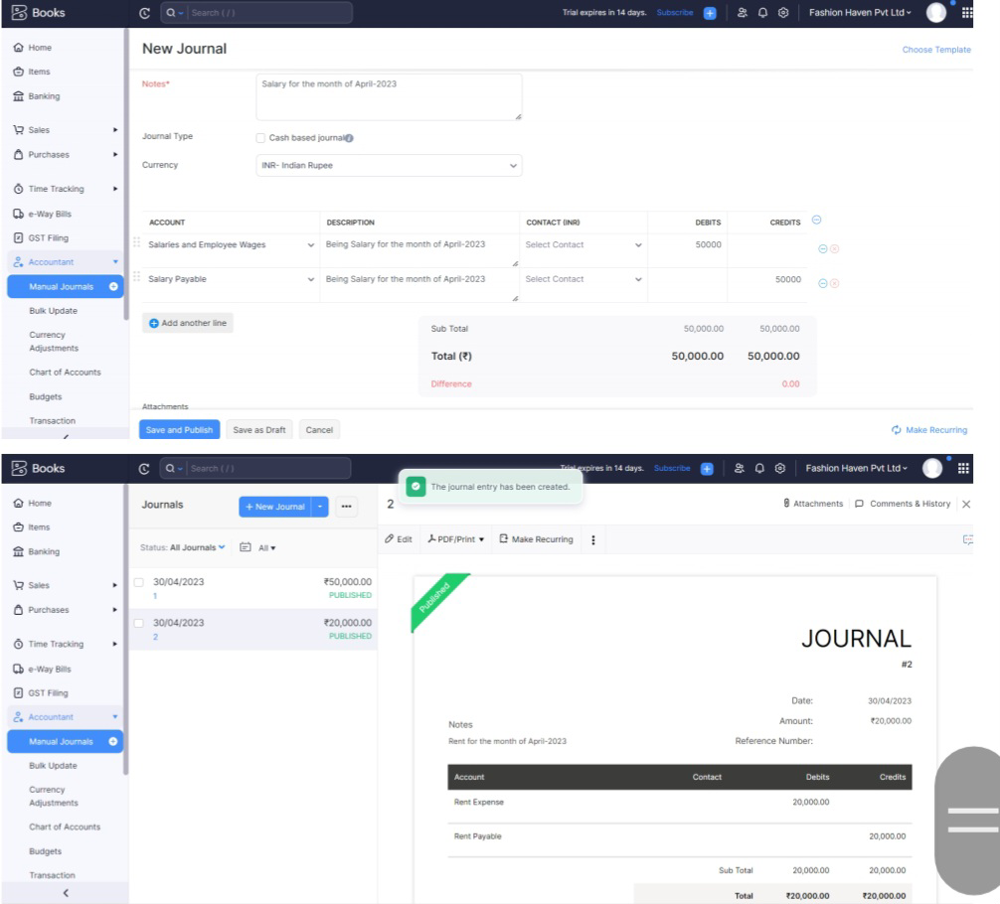 Books
Search ( / )
Trial expires in 14 days. Subscribe
Fashion Haven Pvt Ltd
Home
Items
Banking
Sales
Purchases
Time Tracking
e-Way Bills
GST Filing
Accountant
Manual Journals
Bulk Update
Currency
Adjustments
Chart of Accounts
Budgets
Transaction
New Journal
Choose Template
Notes*
Salary for the month of April-2023
Journal Type
Cash based journal
Currency
INR- Indian Rupee
ACCOUNT DESCRIPTION CONTACT (INR) DEBITS CREDITS
Salaries and Employee Wages Being Salary for the month of April-2023 Select Contact 50000
Salary Payable Being Salary for the month of April-2023 Select Contact 50000
Add another line
Sub Total 50,000.00 50,000.00
Total (₹) 50,000.00 50,000.00
Difference 0.00
Attachments
Save and Publish Save as Draft Cancel
Make Recurring
Books
Search ( / )
Trial expires in 14 days. Subscribe
Fashion Haven Pvt Ltd
The journal entry has been created.
Home
Items
Banking
Sales
Purchases
Time Tracking
e-Way Bills
GST Filing
Accountant
Manual Journals
Bulk Update
Currency
Adjustments
Chart of Accounts
Budgets
Transaction
Journals
+ New Journal
Status: All Journals
All
30/04/2023 ₹50,000.00
1 PUBLISHED
30/04/2023 ₹20,000.00
2 PUBLISHED
2
Attachments Comments & History
Edit PDF/Print Make Recurring
Published
JOURNAL
#2
Date: 30/04/2023
Amount: ₹20,000.00
Reference Number:
Notes
Rent for the month of April-2023
Account Contact Debits Credits
Rent Expense 20,000.00
Rent Payable 20,000.00
Sub Total 20,000.00 20,000.00
Total ₹20,000.00 ₹20,000.00